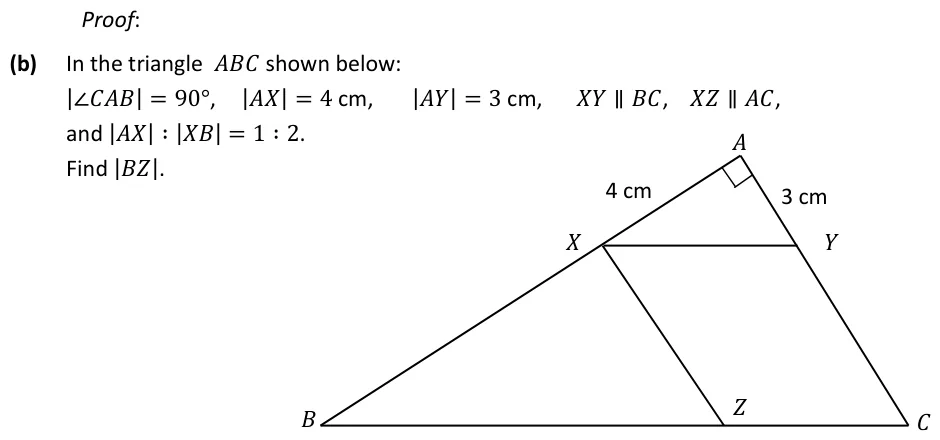 Proof:
(b) In the triangle ABC shown below:
|∠CAB| = 90°, |AX| = 4 cm, |AY| = 3 cm, XY ∥ BC, XZ ∥ AC,
and |AX| : |XB| = 1 : 2.
Find |BZ|.
A
4 cm
3 cm
X
Y
Z
B
C